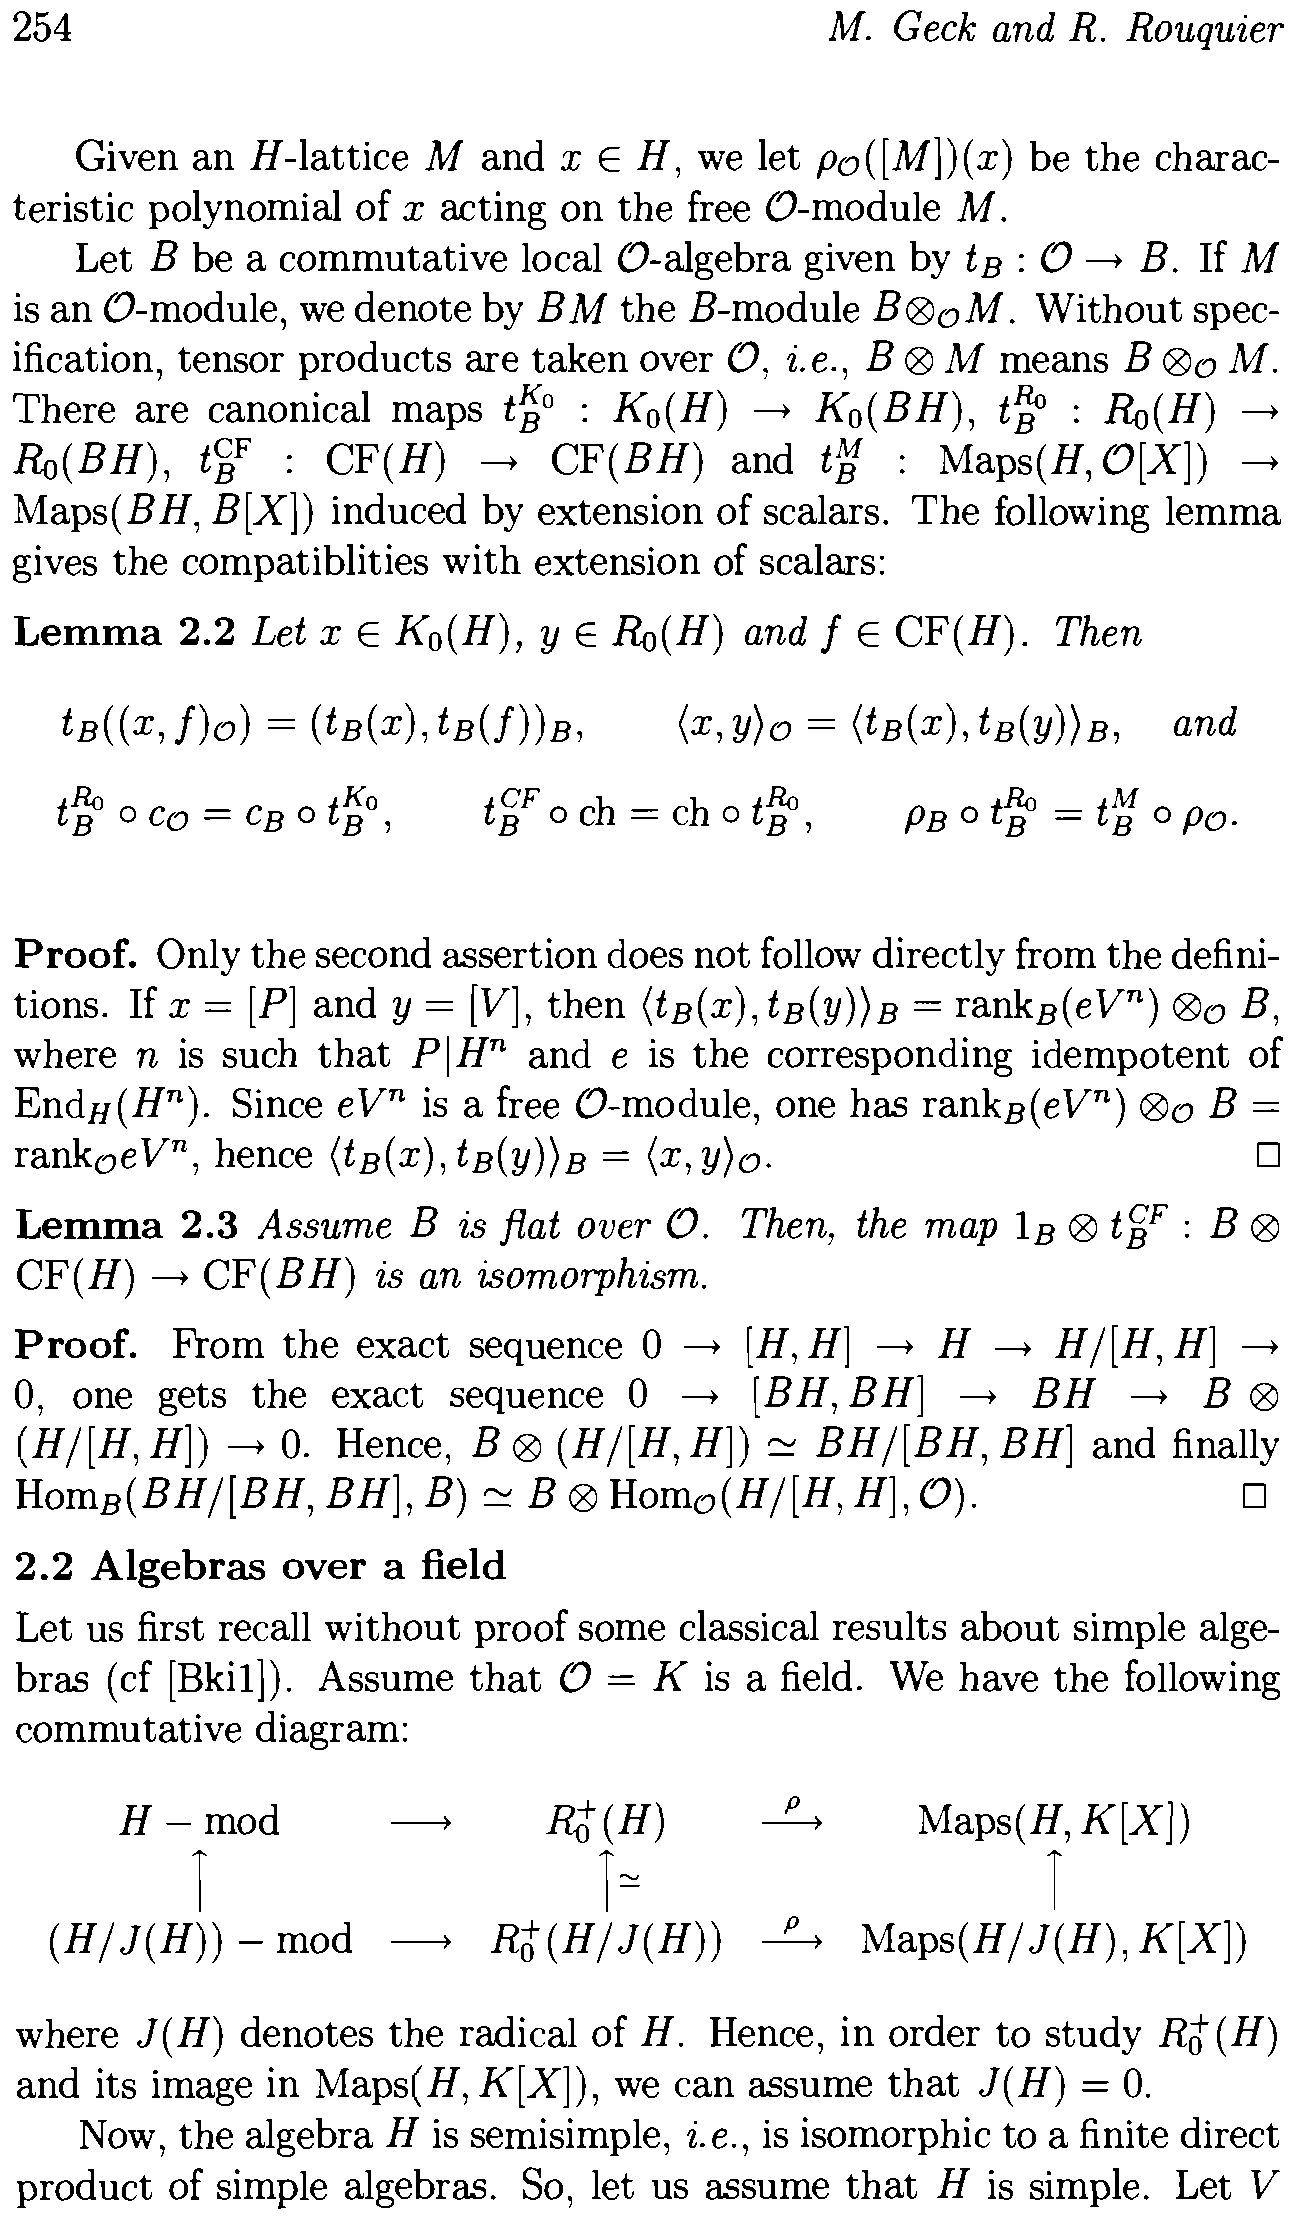 254 M. Geck and R. Rouquier
Given an H-lattice M and x ∈ H, we let ρ_𝒪([M])(x) be the charac-
teristic polynomial of x acting on the free 𝒪-module M.
Let B be a commutative local 𝒪-algebra given by t_B : 𝒪 → B. If M
is an 𝒪-module, we denote by BM the B-module B⊗_𝒪M. Without spec-
ification, tensor products are taken over 𝒪, i.e., B ⊗ M means B ⊗_𝒪 M.
There are canonical maps t_B^{K_0} : K_0(H) → K_0(BH), t_B^{R_0} : R_0(H) →
R_0(BH), t_B^{CF} : CF(H) → CF(BH) and t_B^M : Maps(H, 𝒪[X]) →
Maps(BH, B[X]) induced by extension of scalars. The following lemma
gives the compatiblities with extension of scalars:
Lemma 2.2 Let x ∈ K_0(H), y ∈ R_0(H) and f ∈ CF(H). Then
t_B((x, f)_𝒪) = (t_B(x), t_B(f))_B, ⟨x, y⟩_𝒪 = ⟨t_B(x), t_B(y)⟩_B, and
t_B^{R_0} ∘ c_𝒪 = c_B ∘ t_B^{K_0}, t_B^{CF} ∘ ch = ch ∘ t_B^{R_0}, ρ_B ∘ t_B^{R_0} = t_B^M ∘ ρ_𝒪.
Proof. Only the second assertion does not follow directly from the defini-
tions. If x = [P] and y = [V], then ⟨t_B(x), t_B(y)⟩_B = rank_B(eV^n) ⊗_𝒪 B,
where n is such that P|H^n and e is the corresponding idempotent of
End_H(H^n). Since eV^n is a free 𝒪-module, one has rank_B(eV^n) ⊗_𝒪 B =
rank_𝒪eV^n, hence ⟨t_B(x), t_B(y)⟩_B = ⟨x, y⟩_𝒪. □
Lemma 2.3 Assume B is flat over 𝒪. Then, the map 1_B ⊗ t_B^{CF} : B ⊗
CF(H) → CF(BH) is an isomorphism.
Proof. From the exact sequence 0 → [H, H] → H → H/[H, H] →
0, one gets the exact sequence 0 → [BH, BH] → BH → B ⊗
(H/[H, H]) → 0. Hence, B ⊗ (H/[H, H]) ≃ BH/[BH, BH] and finally
Hom_B(BH/[BH, BH], B) ≃ B ⊗ Hom_𝒪(H/[H, H], 𝒪). □
2.2 Algebras over a field
Let us first recall without proof some classical results about simple alge-
bras (cf [Bki1]). Assume that 𝒪 = K is a field. We have the following
commutative diagram:
H − mod ⟶ R_0^+(H) ⟶^ρ Maps(H, K[X])
↑ ↑≃ ↑
(H/J(H)) − mod ⟶ R_0^+(H/J(H)) ⟶^ρ Maps(H/J(H), K[X])
where J(H) denotes the radical of H. Hence, in order to study R_0^+(H)
and its image in Maps(H, K[X]), we can assume that J(H) = 0.
Now, the algebra H is semisimple, i.e., is isomorphic to a finite direct
product of simple algebras. So, let us assume that H is simple. Let V